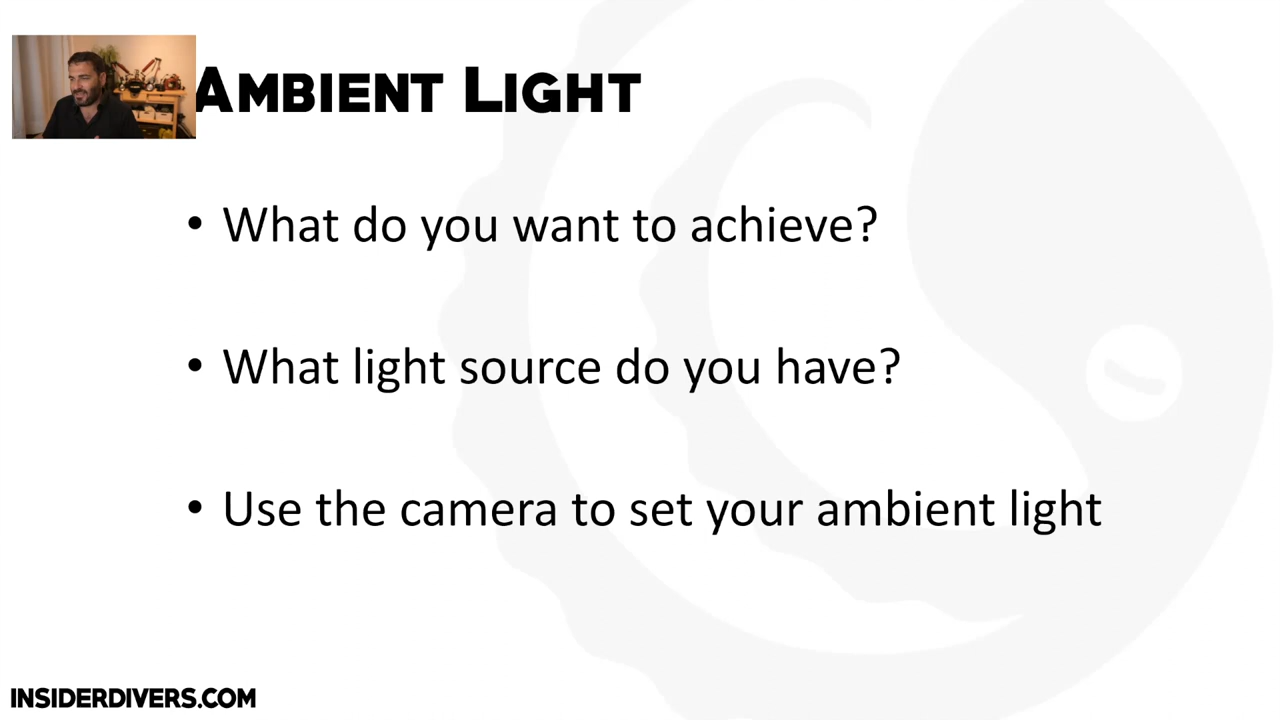 AMBIENT LIGHT
• What do you want to achieve?
• What light source do you have?
• Use the camera to set your ambient light
INSIDERDIVERS.COM